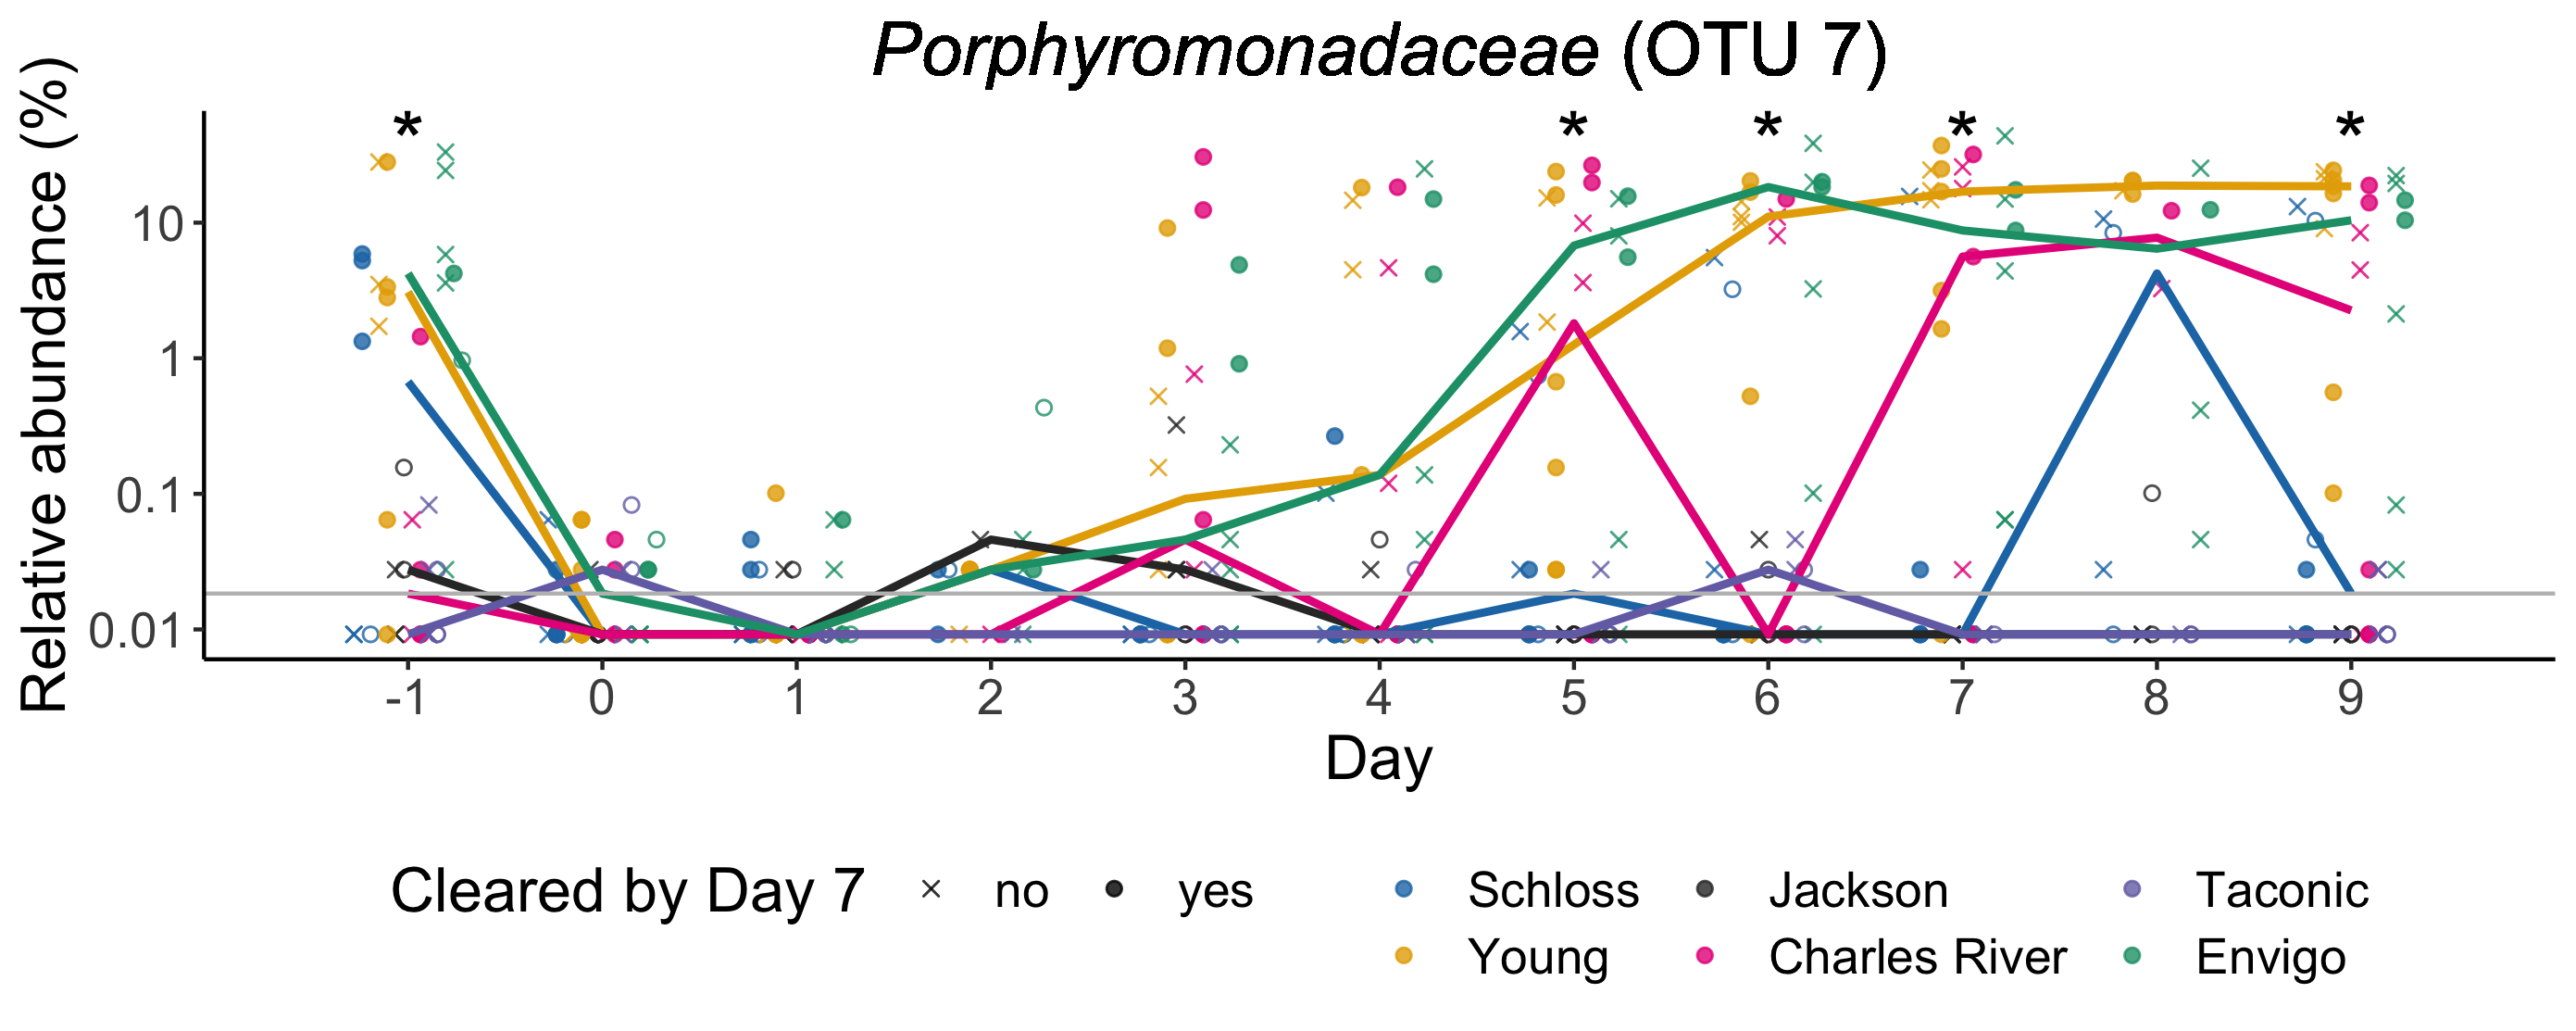 Porphyromonadaceae (OTU 7)
Relative abundance (%)
* * * * *
10
1
0.1
0.01
-1 0 1 2 3 4 5 6 7 8 9
Day
Cleared by Day 7 no yes Schloss Jackson Taconic
Young Charles River Envigo